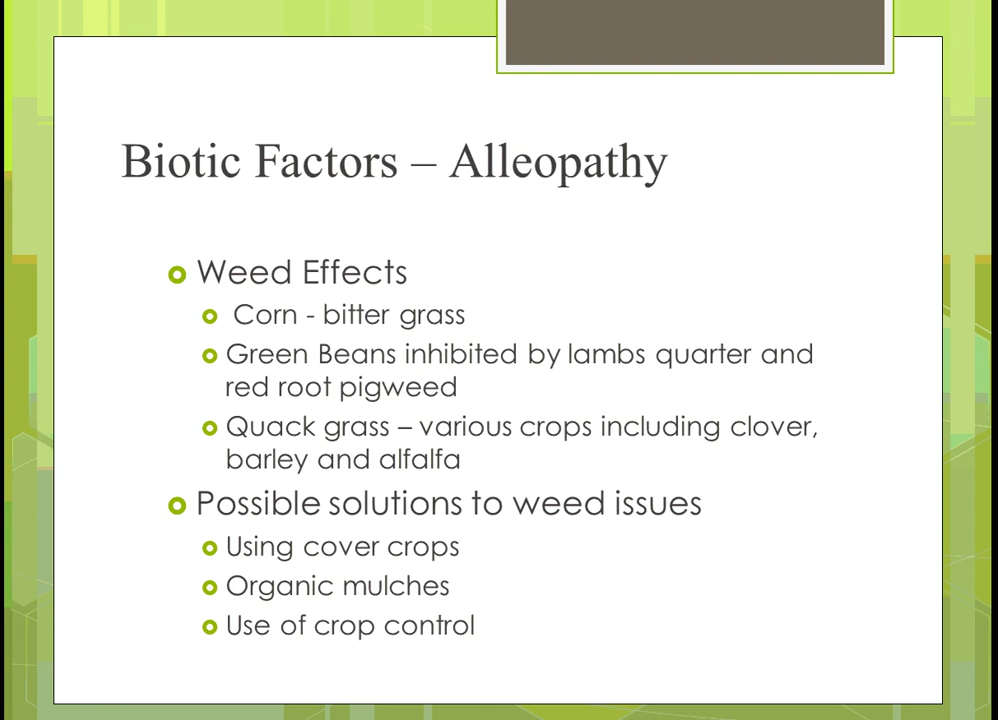 Biotic Factors – Alleopathy
Weed Effects
Corn - bitter grass
Green Beans inhibited by lambs quarter and
red root pigweed
Quack grass – various crops including clover,
barley and alfalfa
Possible solutions to weed issues
Using cover crops
Organic mulches
Use of crop control